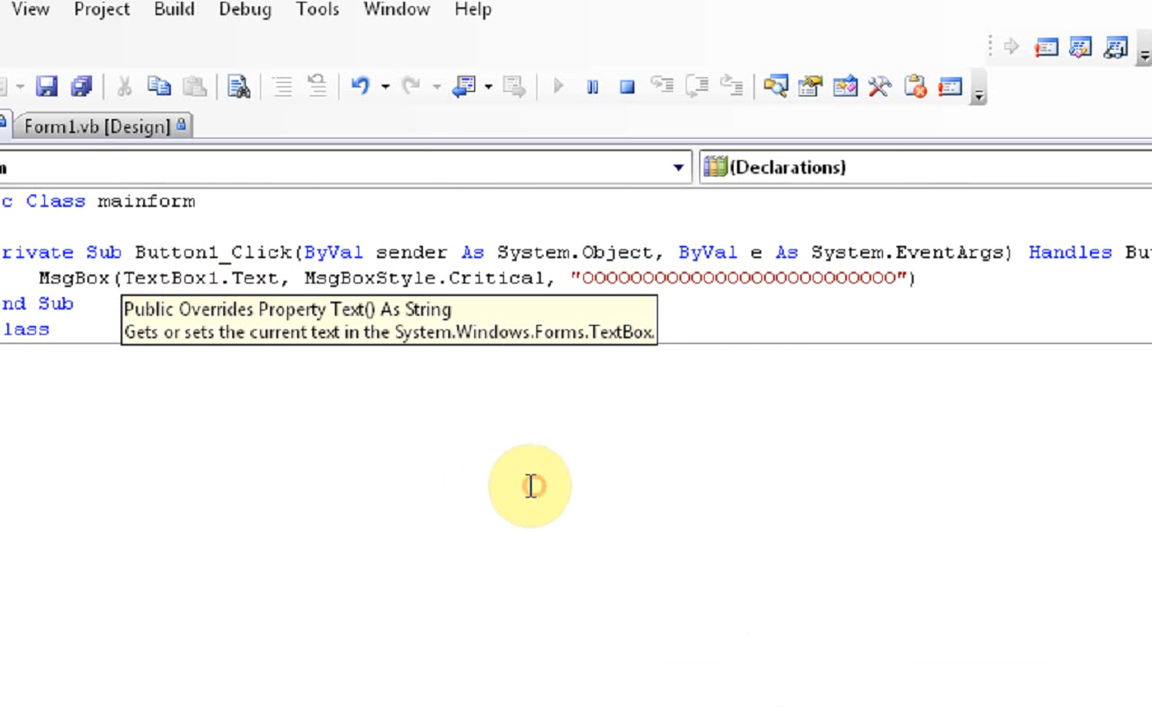 View Project Build Debug Tools Window Help
Form1.vb [Design]
m (Declarations)
c Class mainform
rivate Sub Button1_Click(ByVal sender As System.Object, ByVal e As System.EventArgs) Handles Bu
MsgBox(TextBox1.Text, MsgBoxStyle.Critical, "OOOOOOOOOOOOOOOOOOOOOOOOOO")
nd Sub
lass
Public Overrides Property Text() As String
Gets or sets the current text in the System.Windows.Forms.TextBox.